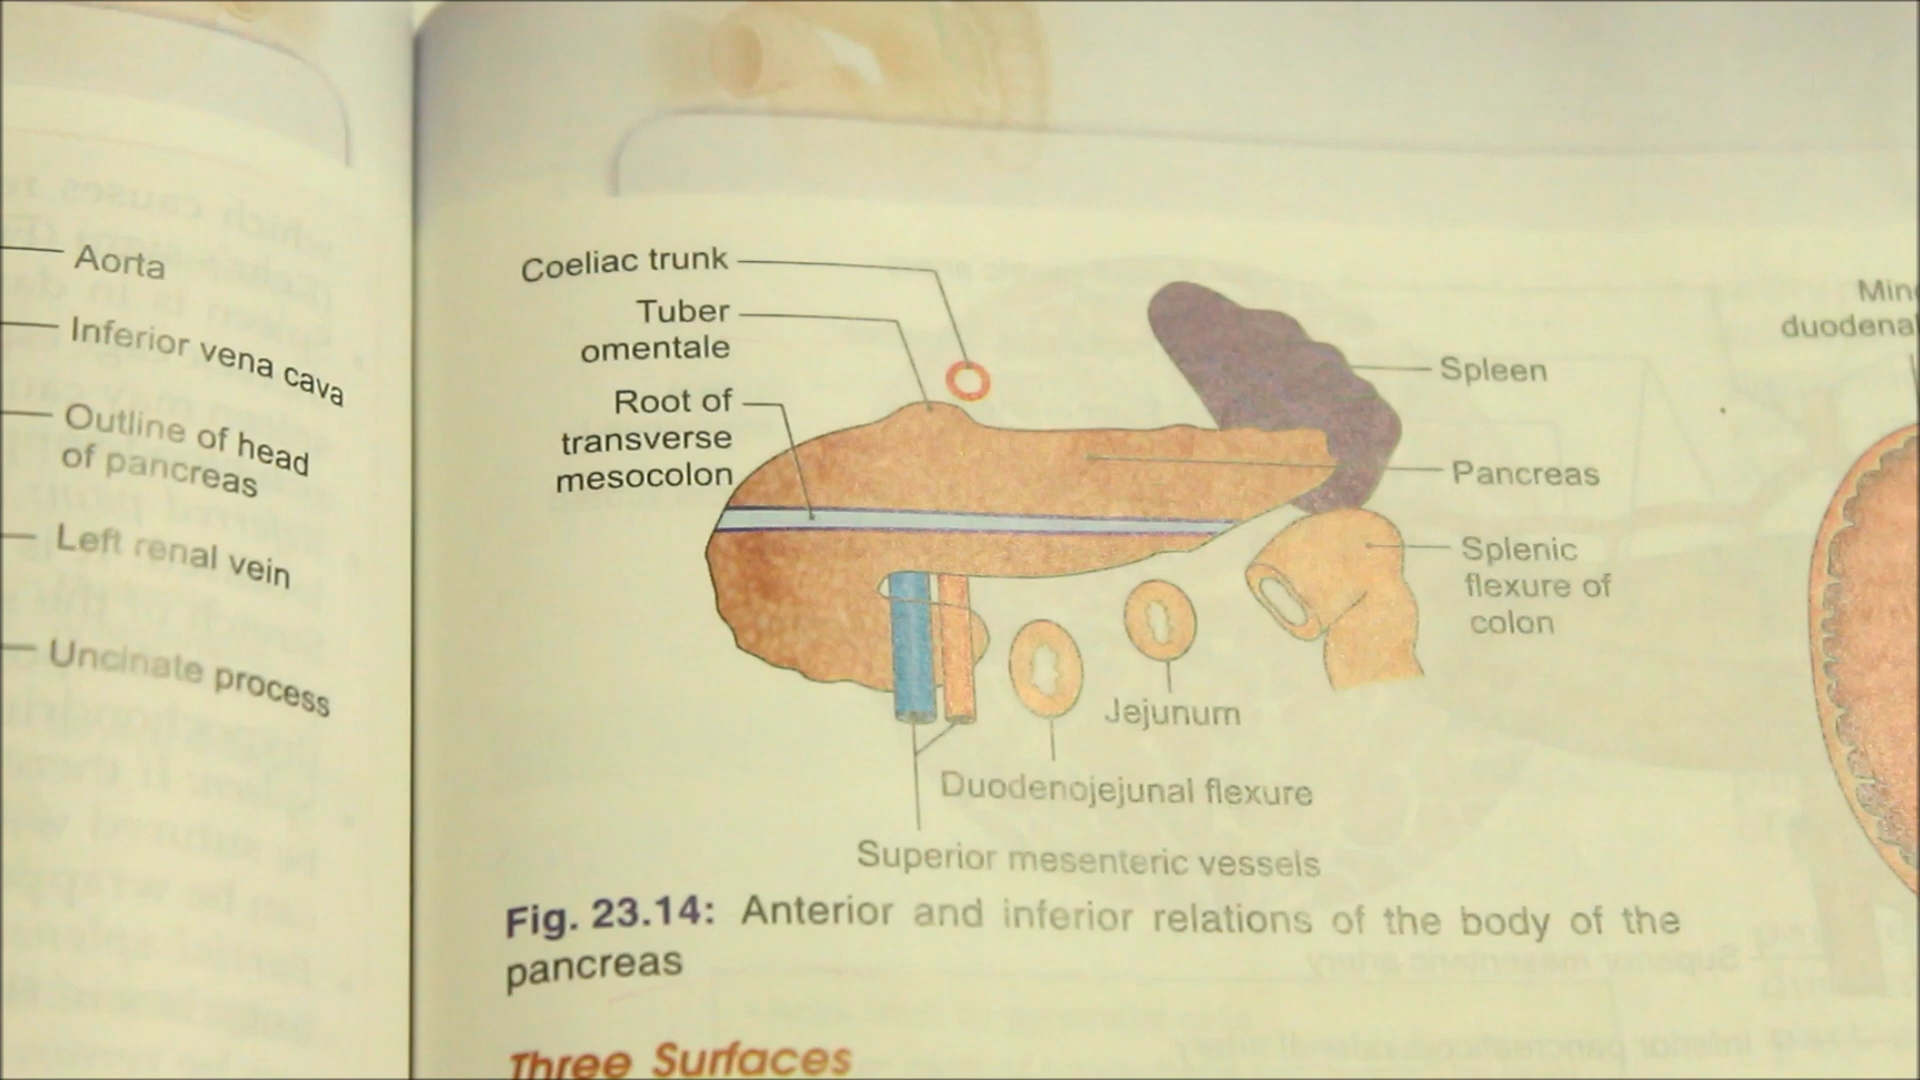 Aorta
Inferior vena cava
Outline of head
of pancreas
Left renal vein
Uncinate process
Coeliac trunk
Tuber
omentale
Root of
transverse
mesocolon
Spleen
Pancreas
Splenic
flexure of
colon
Jejunum
Duodenojejunal flexure
Superior mesenteric vessels
Fig. 23.14: Anterior and inferior relations of the body of the
pancreas
Three Surfaces